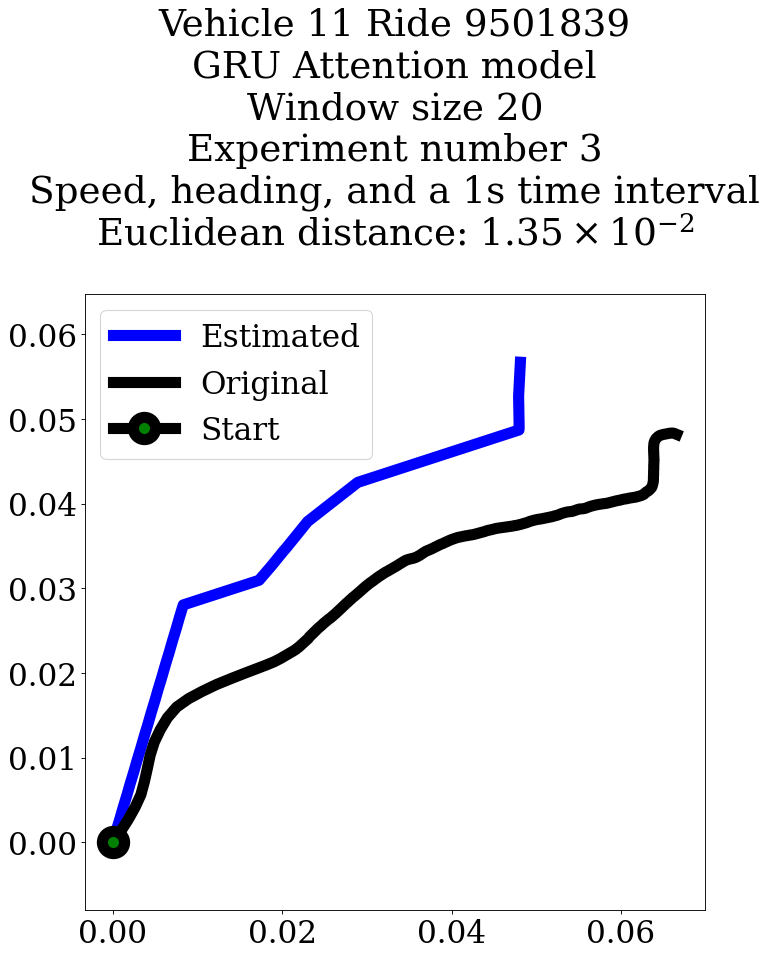 Vehicle 11 Ride 9501839
GRU Attention model
Window size 20
Experiment number 3
Speed, heading, and a 1s time interval
Euclidean distance: 1.35 × 10⁻²
Estimated
Original
Start
0.06
0.05
0.04
0.03
0.02
0.01
0.00
0.00 0.02 0.04 0.06